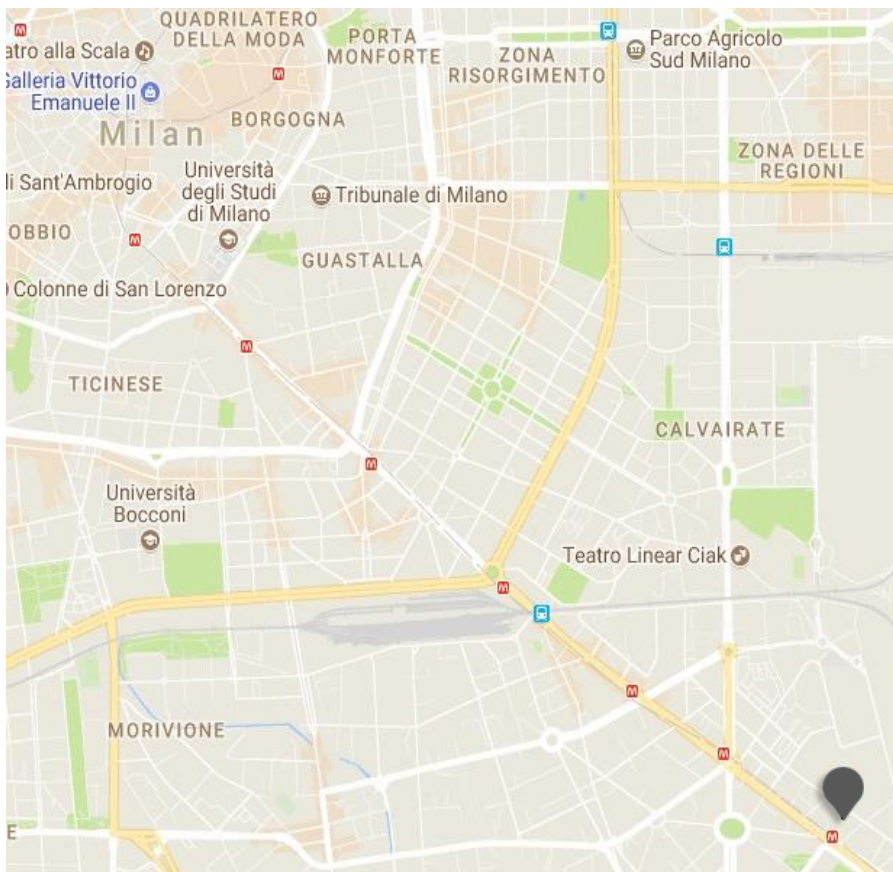 QUADRILATERO
DELLA MODA
PORTA
MONFORTE
atro alla Scala
ZONA
RISORGIMENTO
Parco Agricolo
Sud Milano
Galleria Vittorio
Emanuele II
BORGOGNA
Milan
ZONA DELLE
REGIONI
li Sant'Ambrogio
Università
degli Studi
di Milano
Tribunale di Milano
OBBIO
GUASTALLA
Colonne di San Lorenzo
TICINESE
CALVAIRATE
Università
Bocconi
Teatro Linear Ciak
MORIVIONE
E
M
M
M
M
M
M
M
M
M